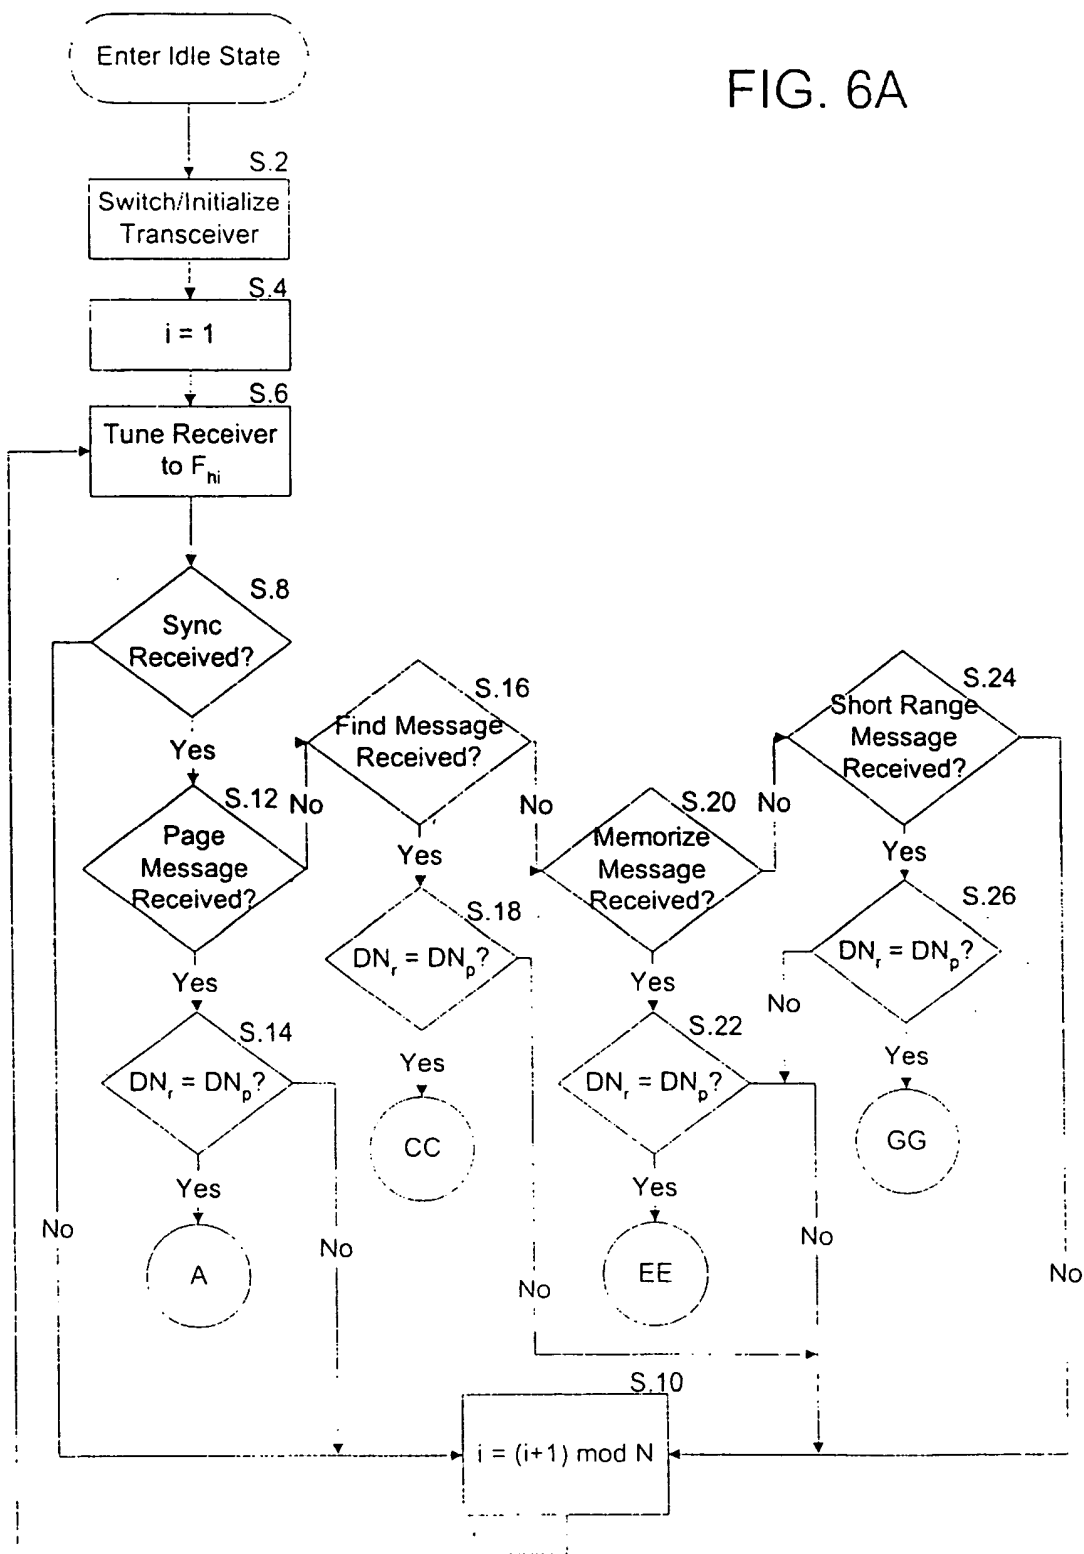 FIG. 6A
Enter Idle State
S.2
Switch/Initialize
Transceiver
S.4
i = 1
S.6
Tune Receiver
to F_hi
S.8
Sync
Received?
Yes
No
S.12
Page
Message
Received?
No
Yes
S.14
DN_r = DN_p?
Yes
No
A
S.16
Find Message
Received?
No
Yes
S.18
DN_r = DN_p?
Yes
No
CC
S.20
Memorize
Message
Received?
No
Yes
S.22
DN_r = DN_p?
Yes
No
EE
S.24
Short Range
Message
Received?
Yes
No
S.26
DN_r = DN_p?
No
Yes
GG
S.10
i = (i+1) mod N